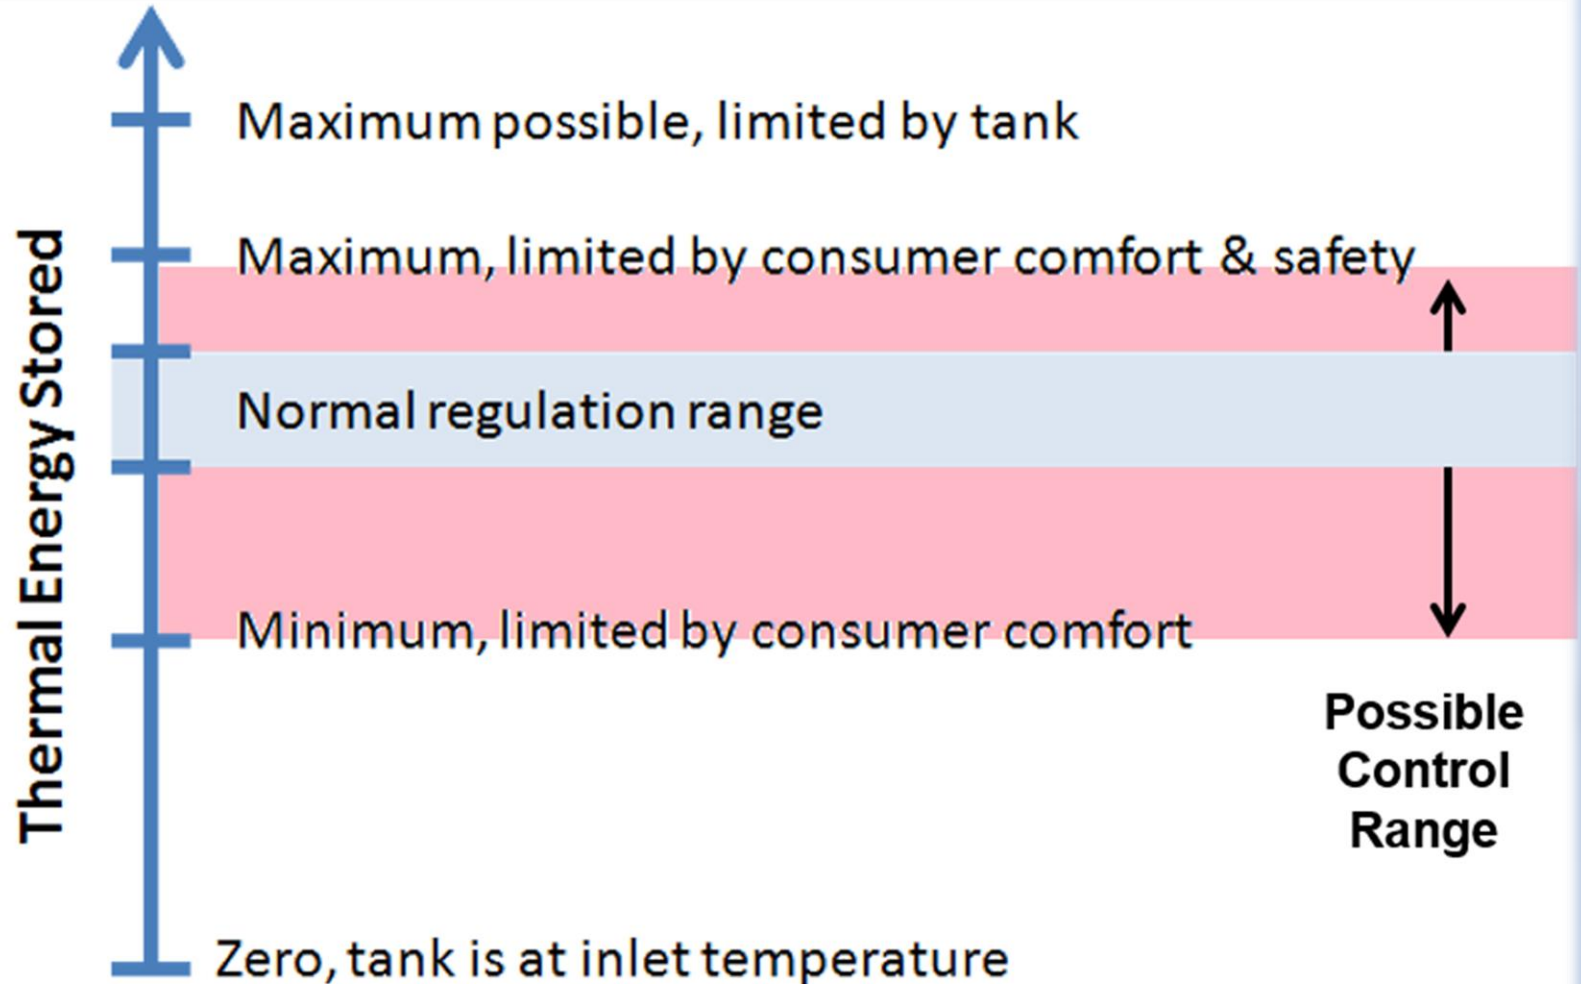 Thermal Energy Stored
Maximum possible, limited by tank
Maximum, limited by consumer comfort & safety
Normal regulation range
Minimum, limited by consumer comfort
Possible
Control
Range
Zero, tank is at inlet temperature